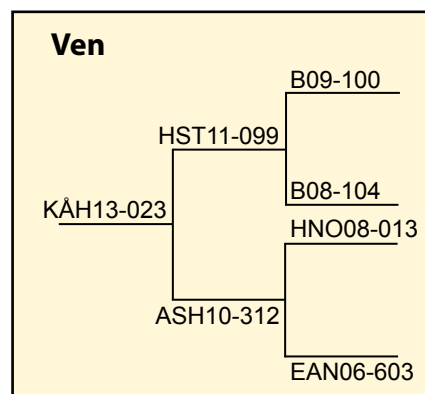 Ven
B09-100
HST11-099
B08-104
KÅH13-023
HNO08-013
ASH10-312
EAN06-603